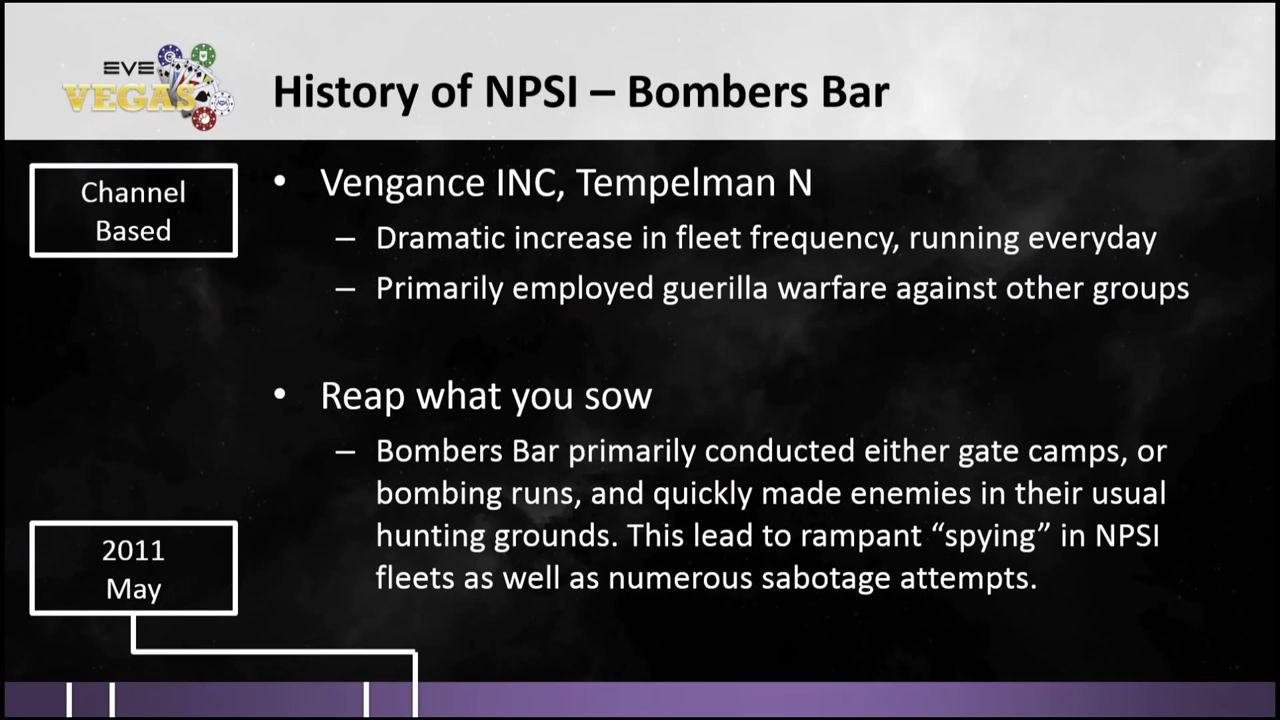 EVE
VEGAS
History of NPSI – Bombers Bar
Channel
Based
• Vengance INC, Tempelman N
– Dramatic increase in fleet frequency, running everyday
– Primarily employed guerilla warfare against other groups
• Reap what you sow
– Bombers Bar primarily conducted either gate camps, or
bombing runs, and quickly made enemies in their usual
hunting grounds. This lead to rampant “spying” in NPSI
fleets as well as numerous sabotage attempts.
2011
May